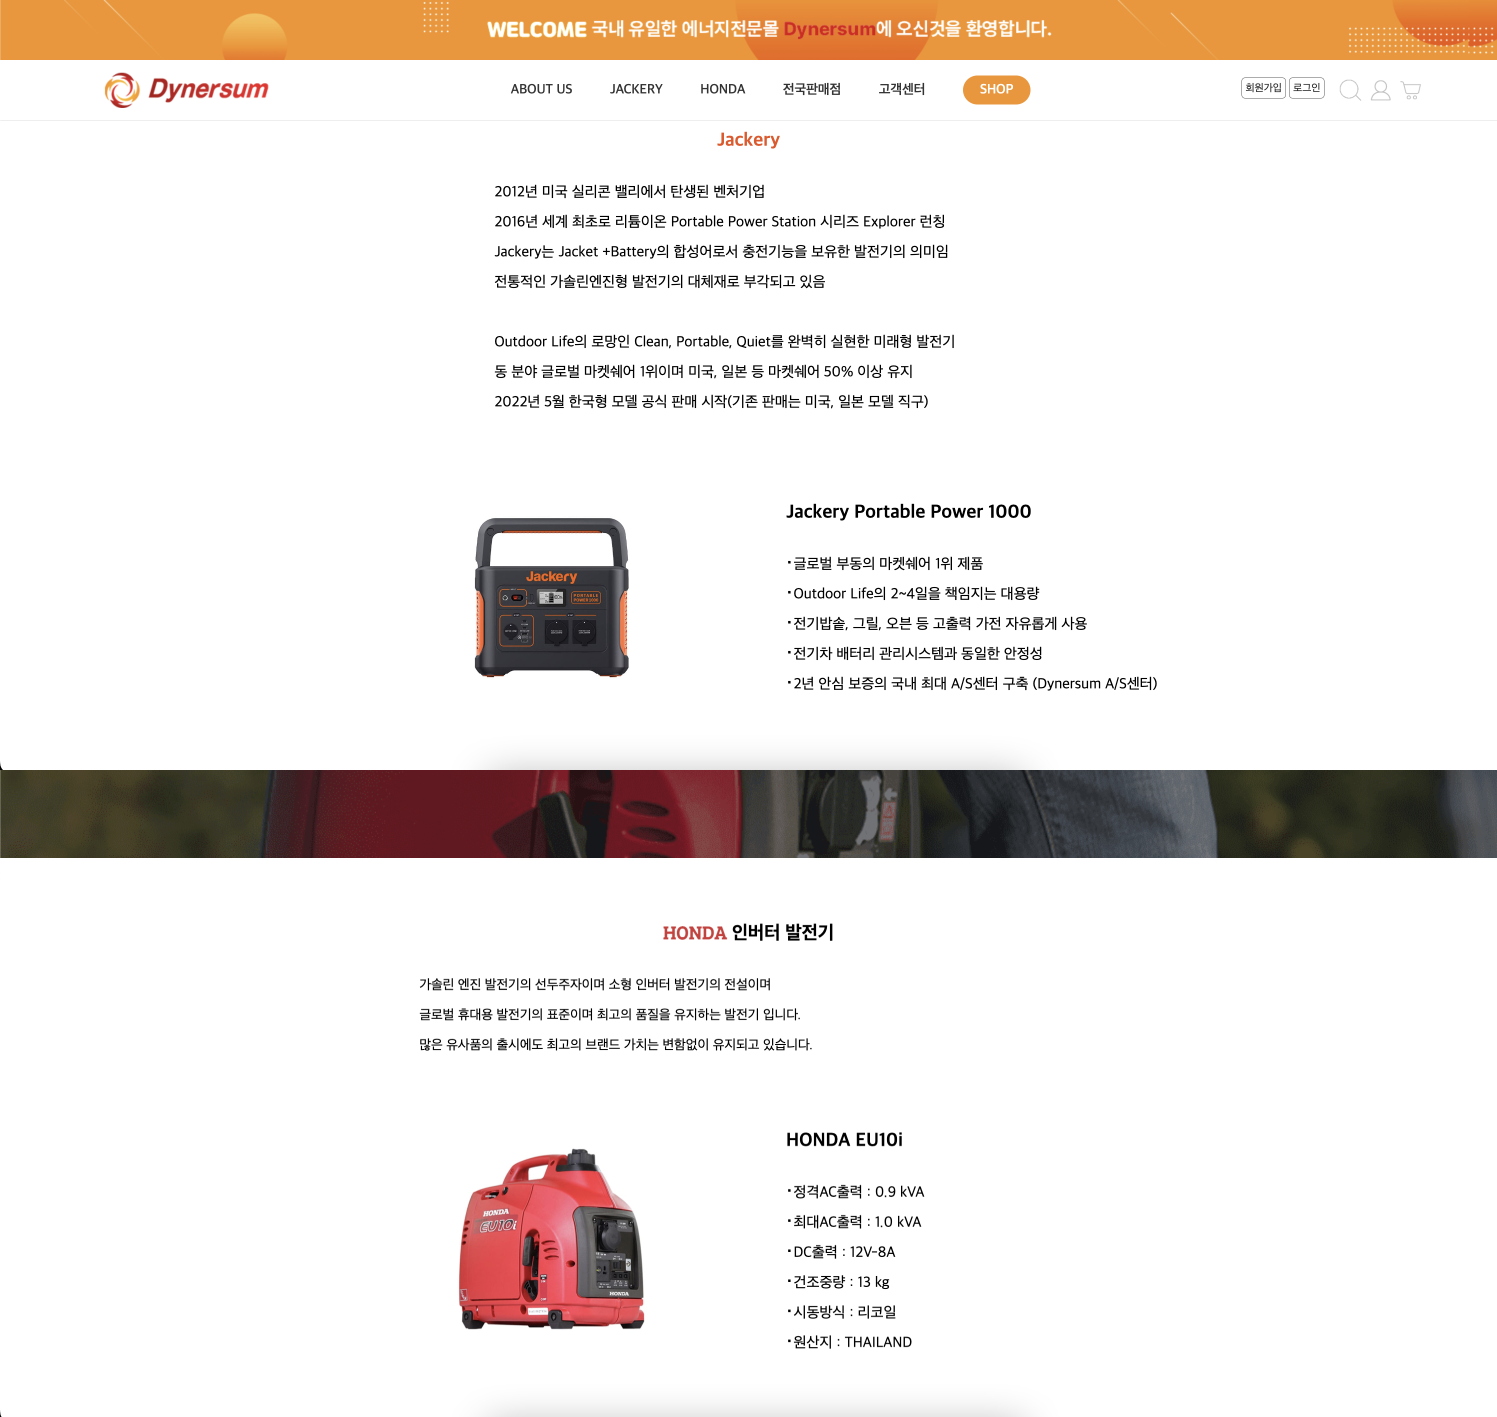 WELCOME 국내 유일한 에너지전문몰 Dynersum에 오신것을 환영합니다.
Dynersum
ABOUT US JACKERY HONDA 전국판매점 고객센터 SHOP
회원가입 로그인
Jackery
2012년 미국 실리콘 밸리에서 탄생된 벤처기업
2016년 세계 최초로 리튬이온 Portable Power Station 시리즈 Explorer 런칭
Jackery는 Jacket +Battery의 합성어로서 충전기능을 보유한 발전기의 의미임
전통적인 가솔린엔진형 발전기의 대체재로 부각되고 있음
Outdoor Life의 로망인 Clean, Portable, Quiet를 완벽히 실현한 미래형 발전기
동 분야 글로벌 마켓쉐어 1위이며 미국, 일본 등 마켓쉐어 50% 이상 유지
2022년 5월 한국형 모델 공식 판매 시작(기존 판매는 미국, 일본 모델 직구)
Jackery
PORTABLE
POWER 1000
Jackery Portable Power 1000
·글로벌 부동의 마켓쉐어 1위 제품
·Outdoor Life의 2~4일을 책임지는 대용량
·전기밥솥, 그릴, 오븐 등 고출력 가전 자유롭게 사용
·전기차 배터리 관리시스템과 동일한 안정성
·2년 안심 보증의 국내 최대 A/S센터 구축 (Dynersum A/S센터)
HONDA 인버터 발전기
가솔린 엔진 발전기의 선두주자이며 소형 인버터 발전기의 전설이며
글로벌 휴대용 발전기의 표준이며 최고의 품질을 유지하는 발전기 입니다.
많은 유사품의 출시에도 최고의 브랜드 가치는 변함없이 유지되고 있습니다.
HONDA
EU10i
HONDA
HONDA EU10i
·정격AC출력 : 0.9 kVA
·최대AC출력 : 1.0 kVA
·DC출력 : 12V-8A
·건조중량 : 13 kg
·시동방식 : 리코일
·원산지 : THAILAND